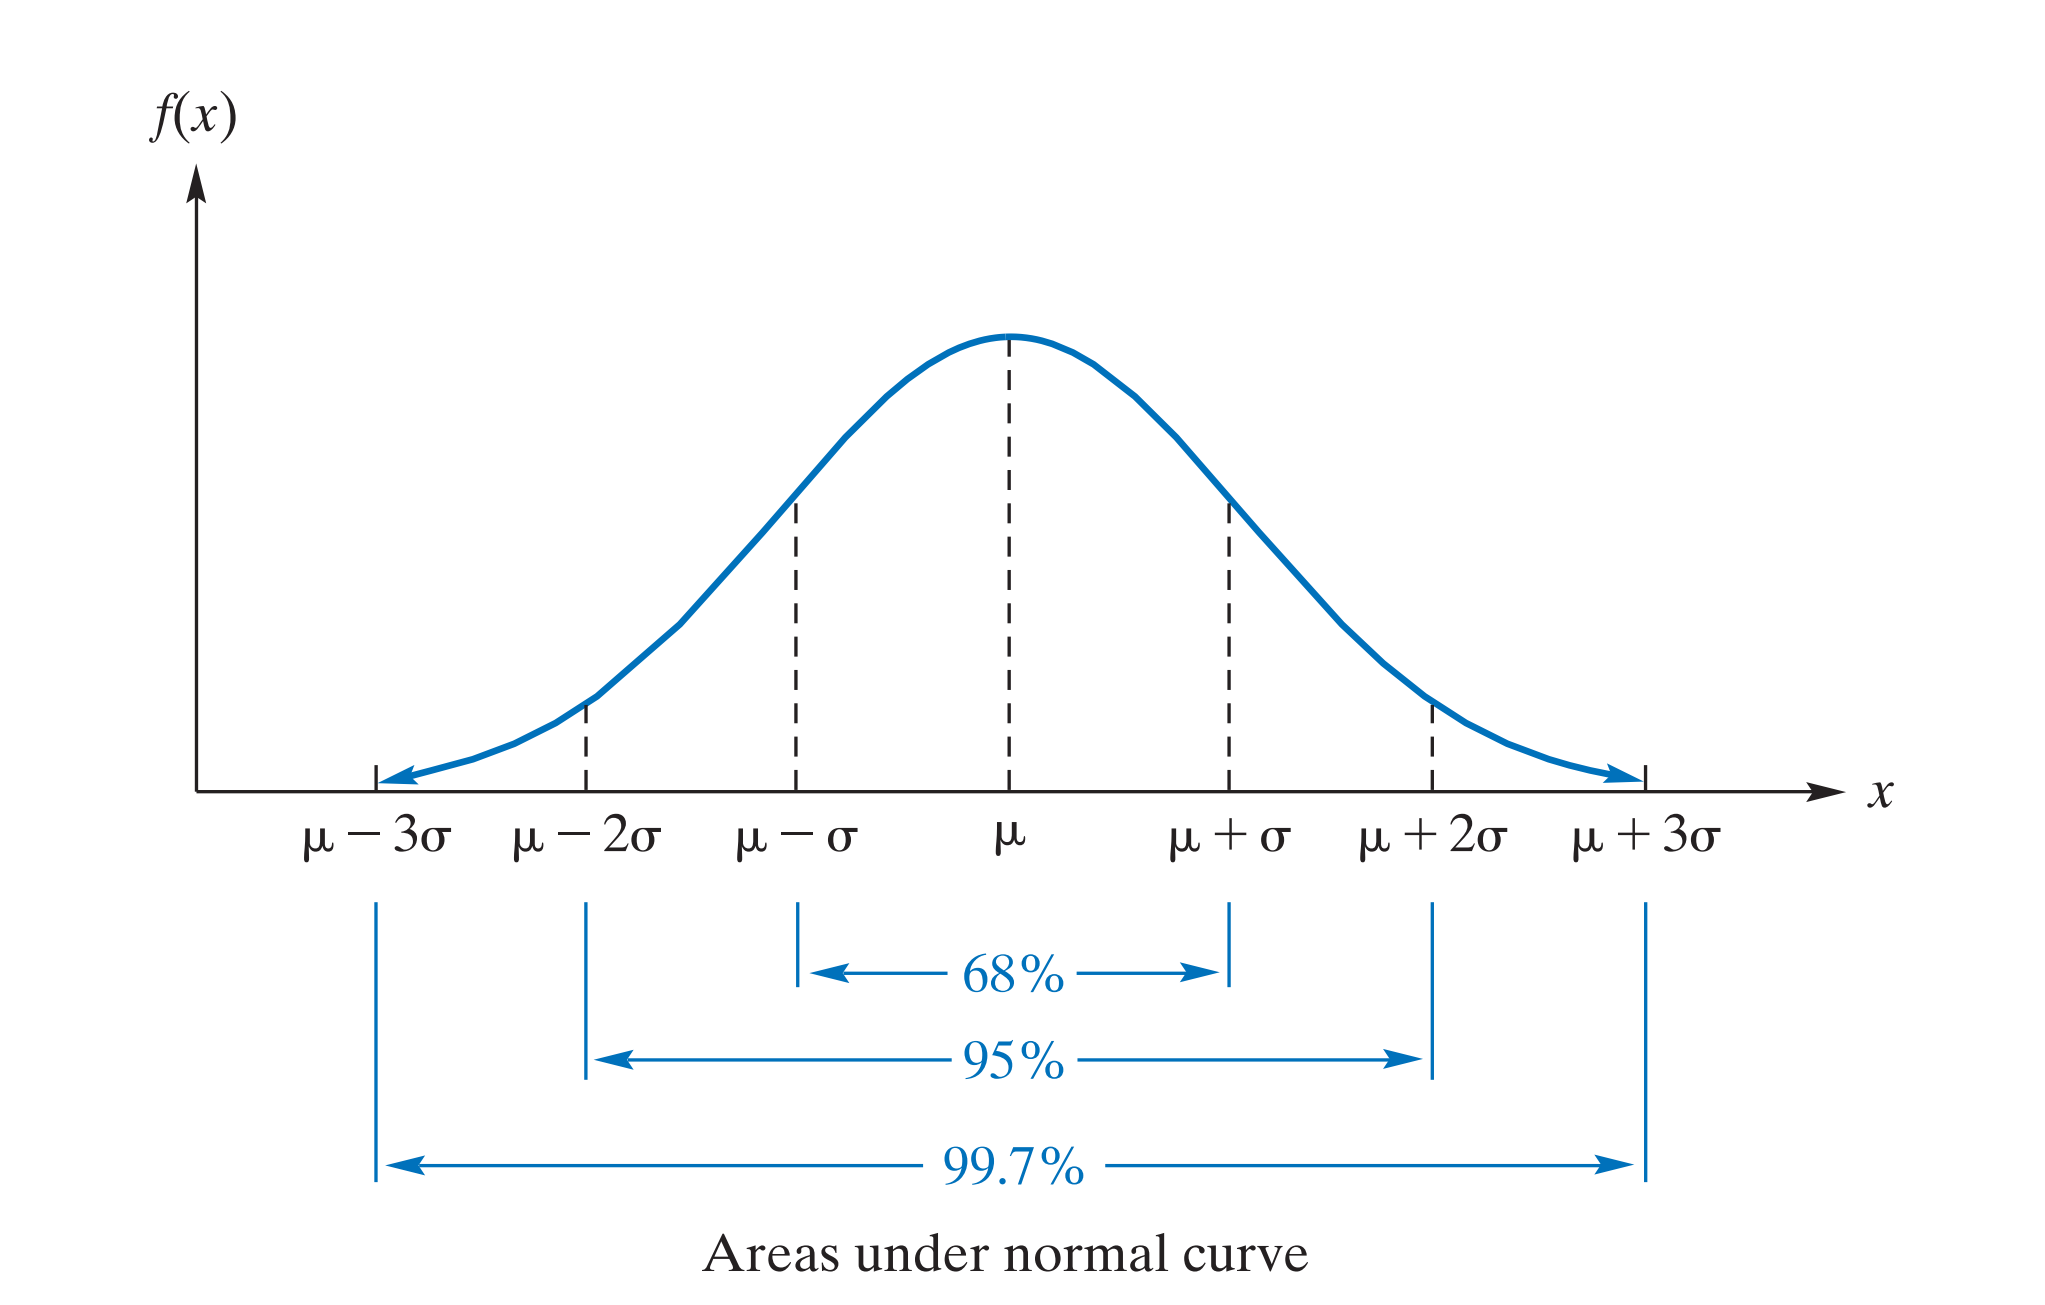 f(x)
x
μ − 3σ μ − 2σ μ − σ μ μ + σ μ + 2σ μ + 3σ
68%
95%
99.7%
Areas under normal curve